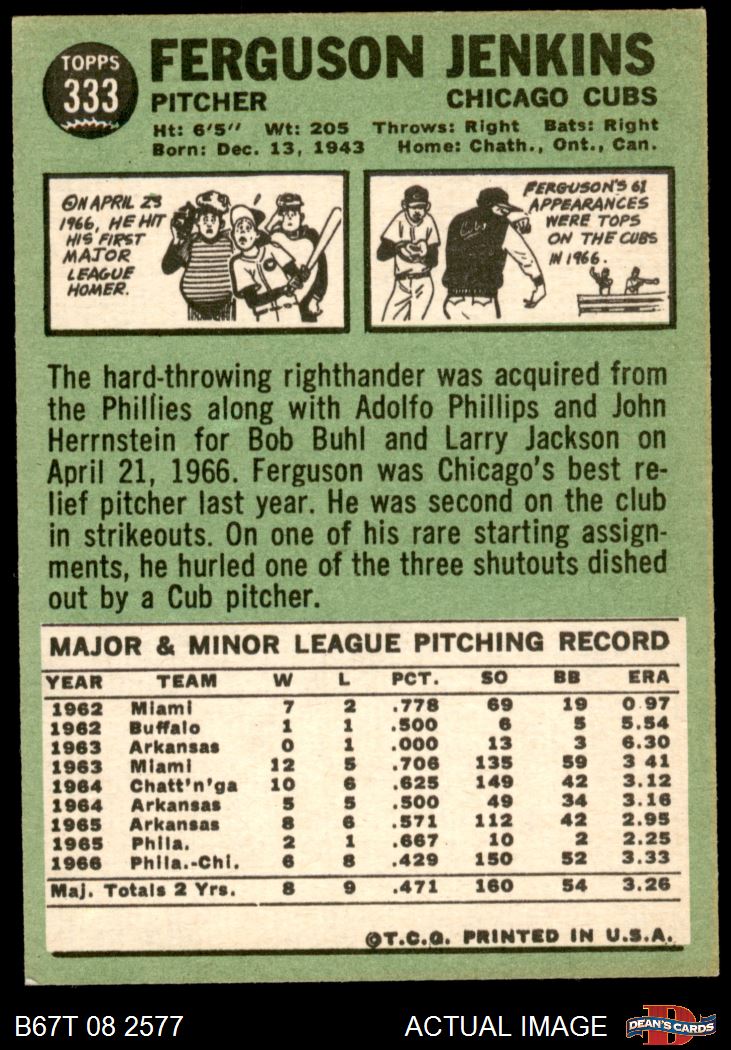 TOPPS
333
FERGUSON JENKINS
PITCHER CHICAGO CUBS
Ht: 6'5" Wt: 205 Throws: Right Bats: Right
Born: Dec. 13, 1943 Home: Chath., Ont., Can.
ON APRIL 23
1966, HE HIT
HIS FIRST
MAJOR
LEAGUE
HOMER.
FERGUSON'S 61
APPEARANCES
WERE TOPS
ON THE CUBS
IN 1966.
Cubs
C
The hard-throwing righthander was acquired from
the Phillies along with Adolfo Phillips and John
Herrnstein for Bob Buhl and Larry Jackson on
April 21, 1966. Ferguson was Chicago's best re-
lief pitcher last year. He was second on the club
in strikeouts. On one of his rare starting assign-
ments, he hurled one of the three shutouts dished
out by a Cub pitcher.
MAJOR & MINOR LEAGUE PITCHING RECORD
YEAR TEAM W L PCT. SO BB ERA
1962 Miami 7 2 .778 69 19 0.97
1962 Buffalo 1 1 .500 6 5 5.54
1963 Arkansas 0 1 .000 13 3 6.30
1963 Miami 12 5 .706 135 59 3 41
1964 Chatt'n'ga 10 6 .625 149 42 3.12
1964 Arkansas 5 5 .500 49 34 3.16
1965 Arkansas 8 6 .571 112 42 2.95
1965 Phila. 2 1 .667 10 2 2.25
1966 Phila.-Chi. 6 8 .429 150 52 3.33
Maj. Totals 2 Yrs. 8 9 .471 160 54 3.26
©T.C.G. PRINTED IN U.S.A.
B67T 08 2577 ACTUAL IMAGE
D
DEAN'S CARDS